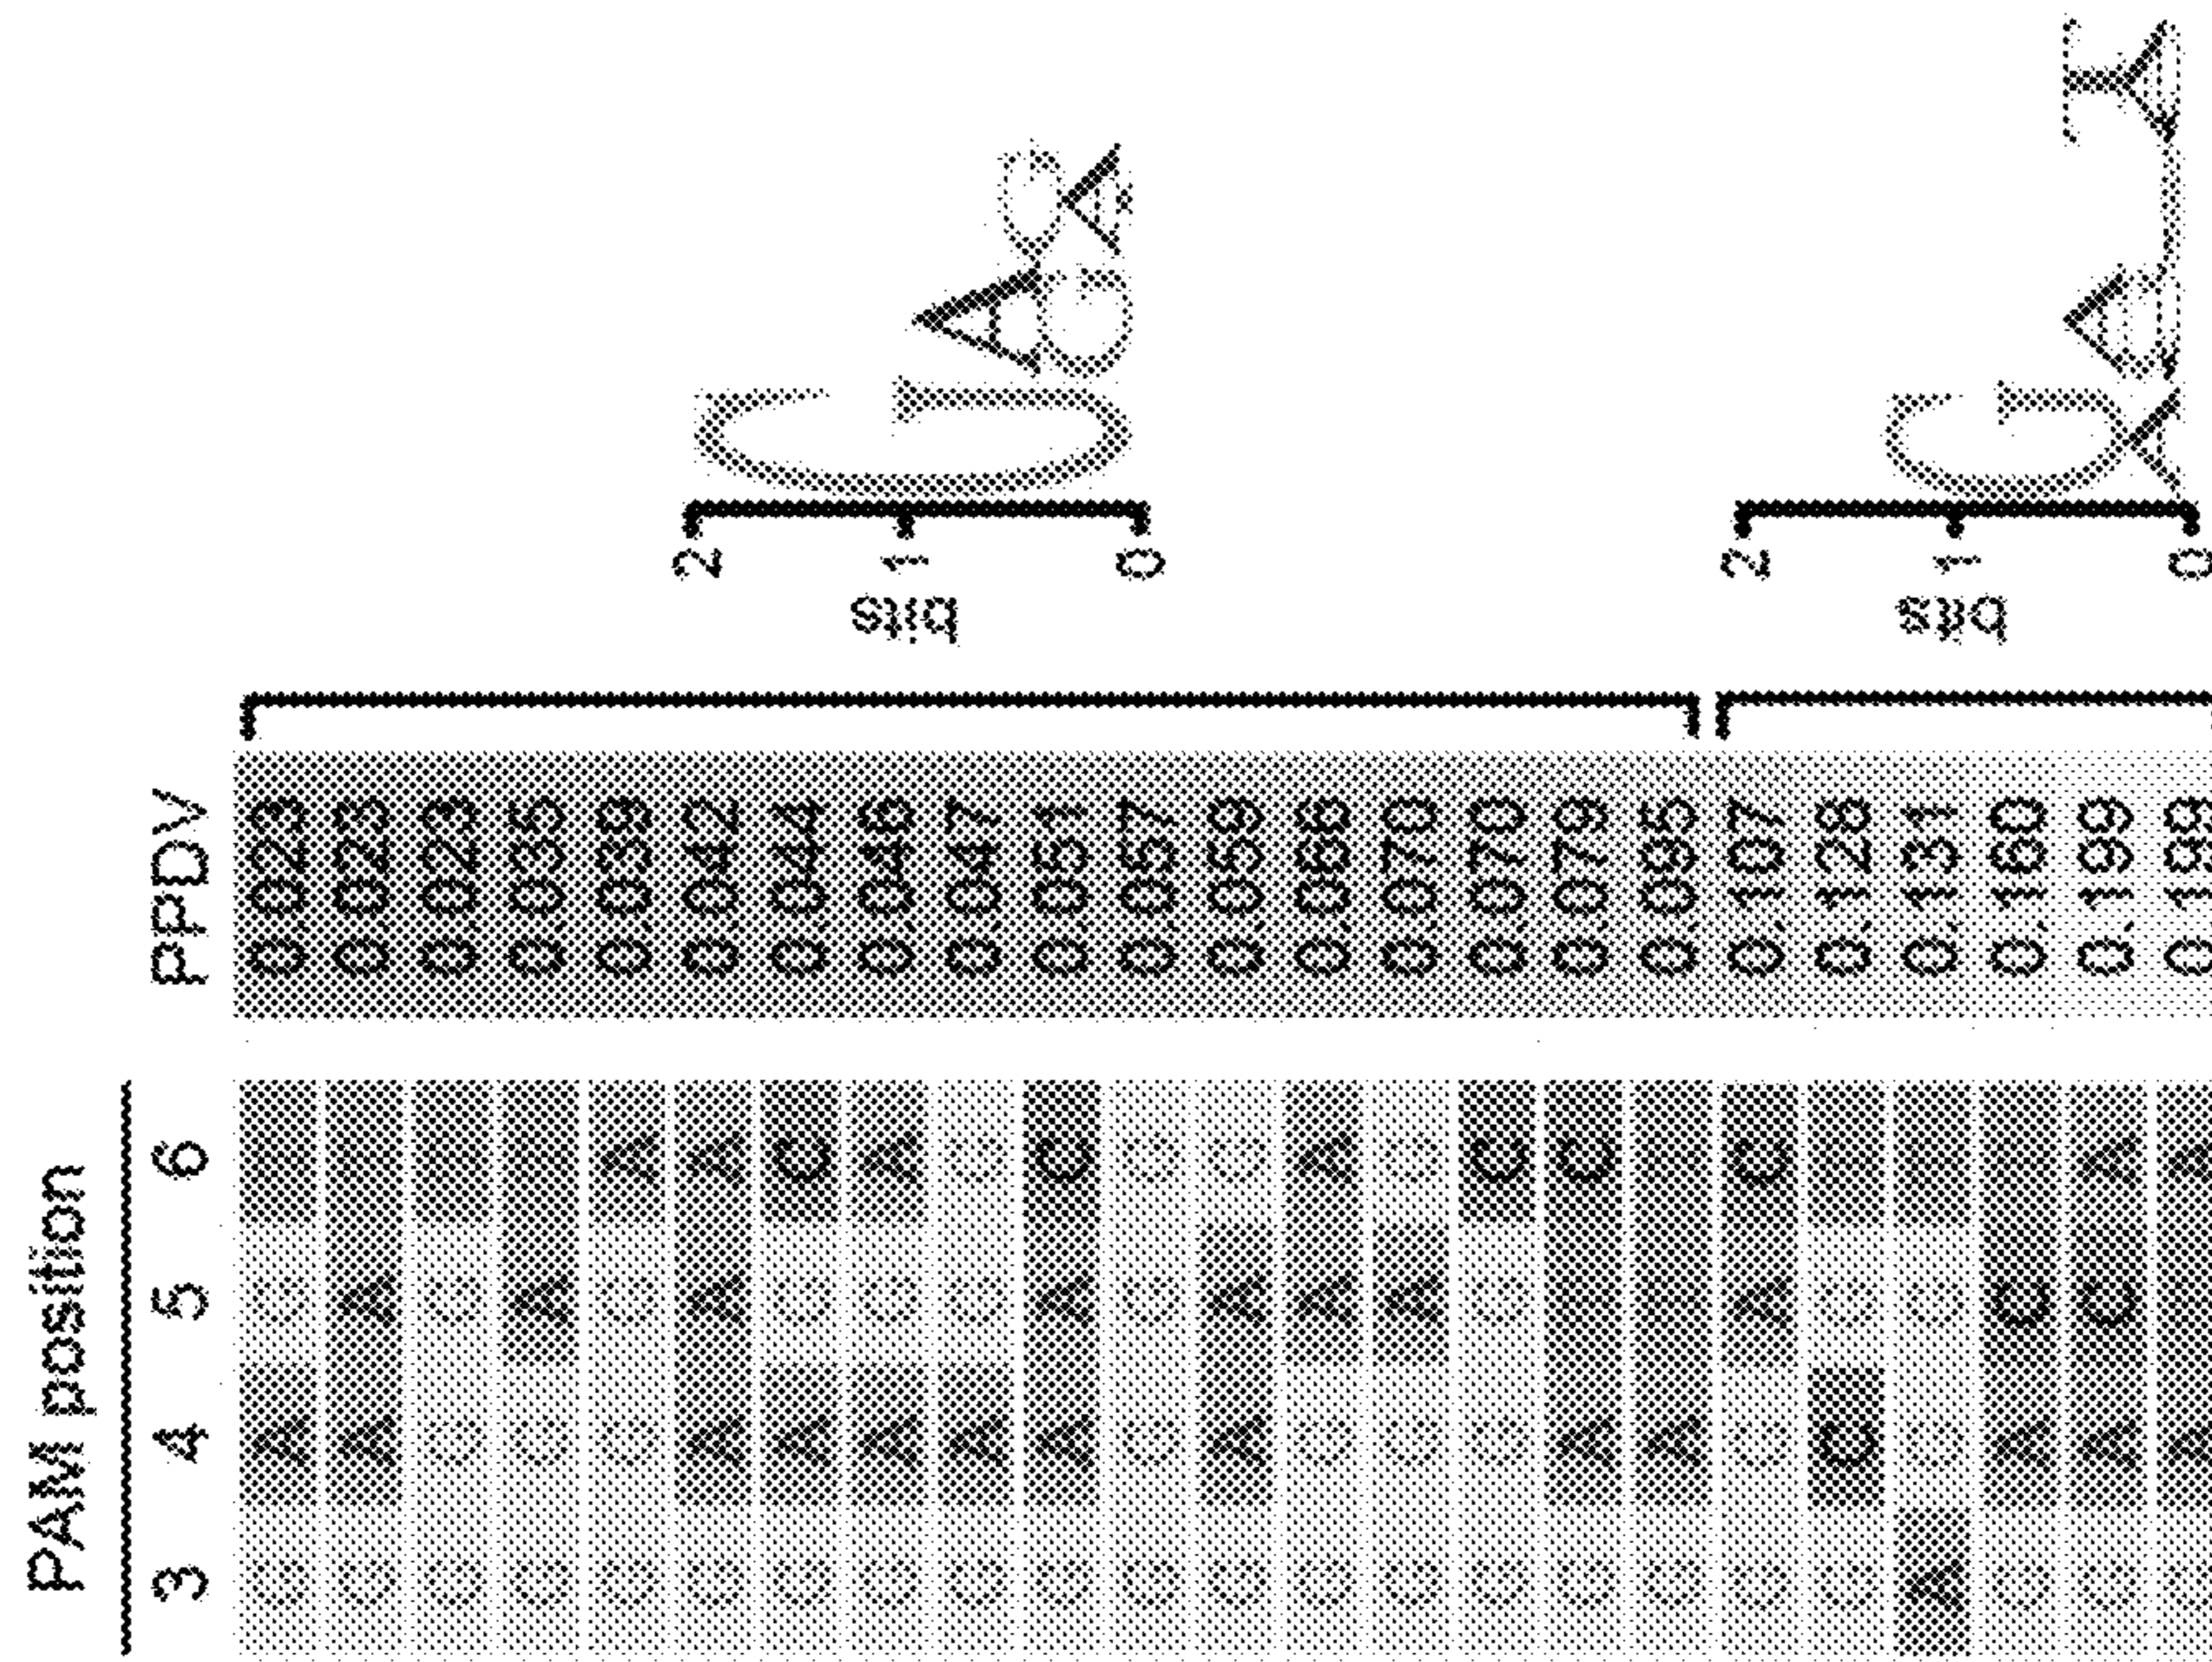 PAM position
3 4 5 6 PPDV
G A G 0.023
G A A 0.023
G G G 0.023
G G A 0.035
G G G A 0.039
G A A A 0.042
G A G C 0.044
G A G A 0.046
G A G G 0.047
G A A C 0.051
G G G G 0.057
G A A G 0.059
G G A A 0.066
G G A G 0.070
G G G C 0.070
G A C 0.079
G A 0.095
G G A C 0.107
G C G 0.128
A G G 0.131
G A C 0.160
G A C A 0.199
G A A 0.199
bits
2
1
0
G A G
G A
bits
2
1
0
G A
A G